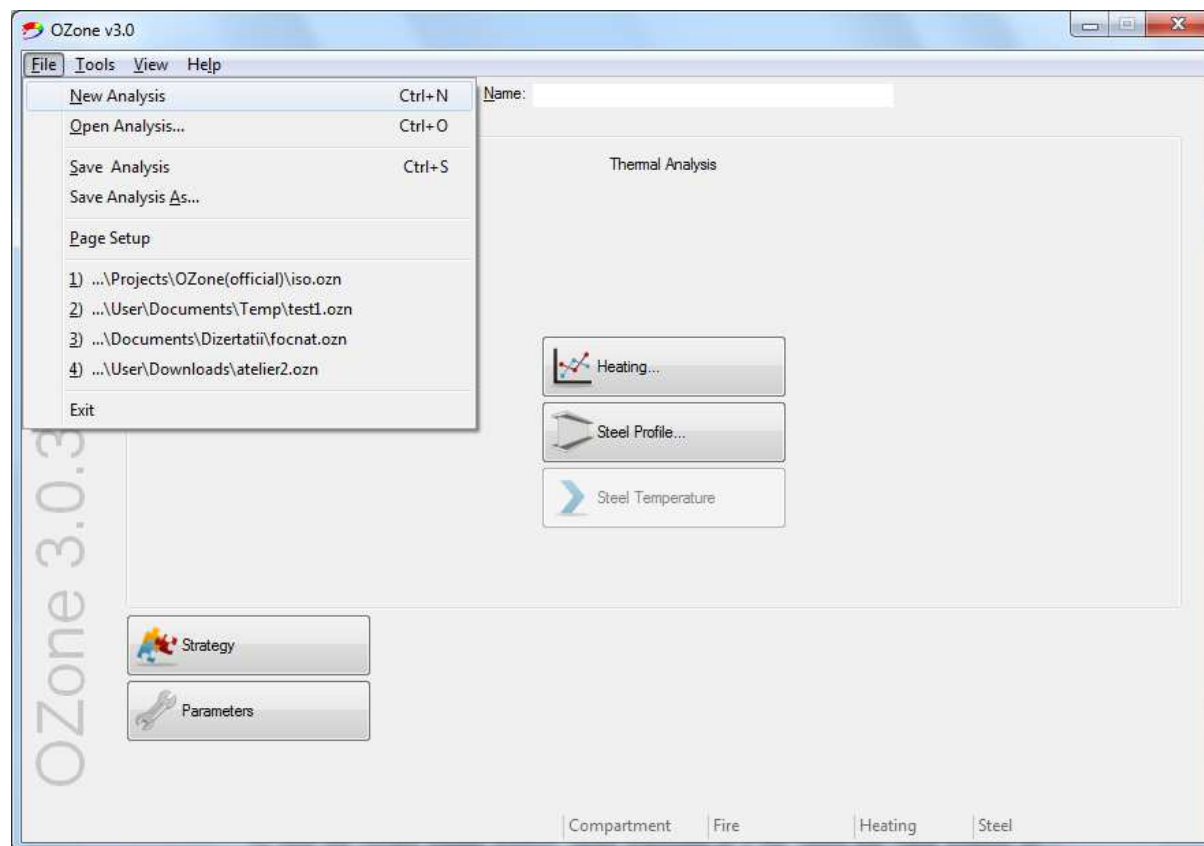 OZone v3.0
File Tools View Help
New Analysis Ctrl+N
Open Analysis... Ctrl+O
Save Analysis Ctrl+S
Save Analysis As...
Page Setup
1) ...\Projects\OZone(official)\iso.ozn
2) ...\User\Documents\Temp\test1.ozn
3) ...\Documents\Dizertatii\focnat.ozn
4) ...\User\Downloads\atelier2.ozn
Exit
Name:
Thermal Analysis
Heating...
Steel Profile...
Steel Temperature
Strategy
Parameters
OZone 3.0.3
Compartment Fire Heating Steel